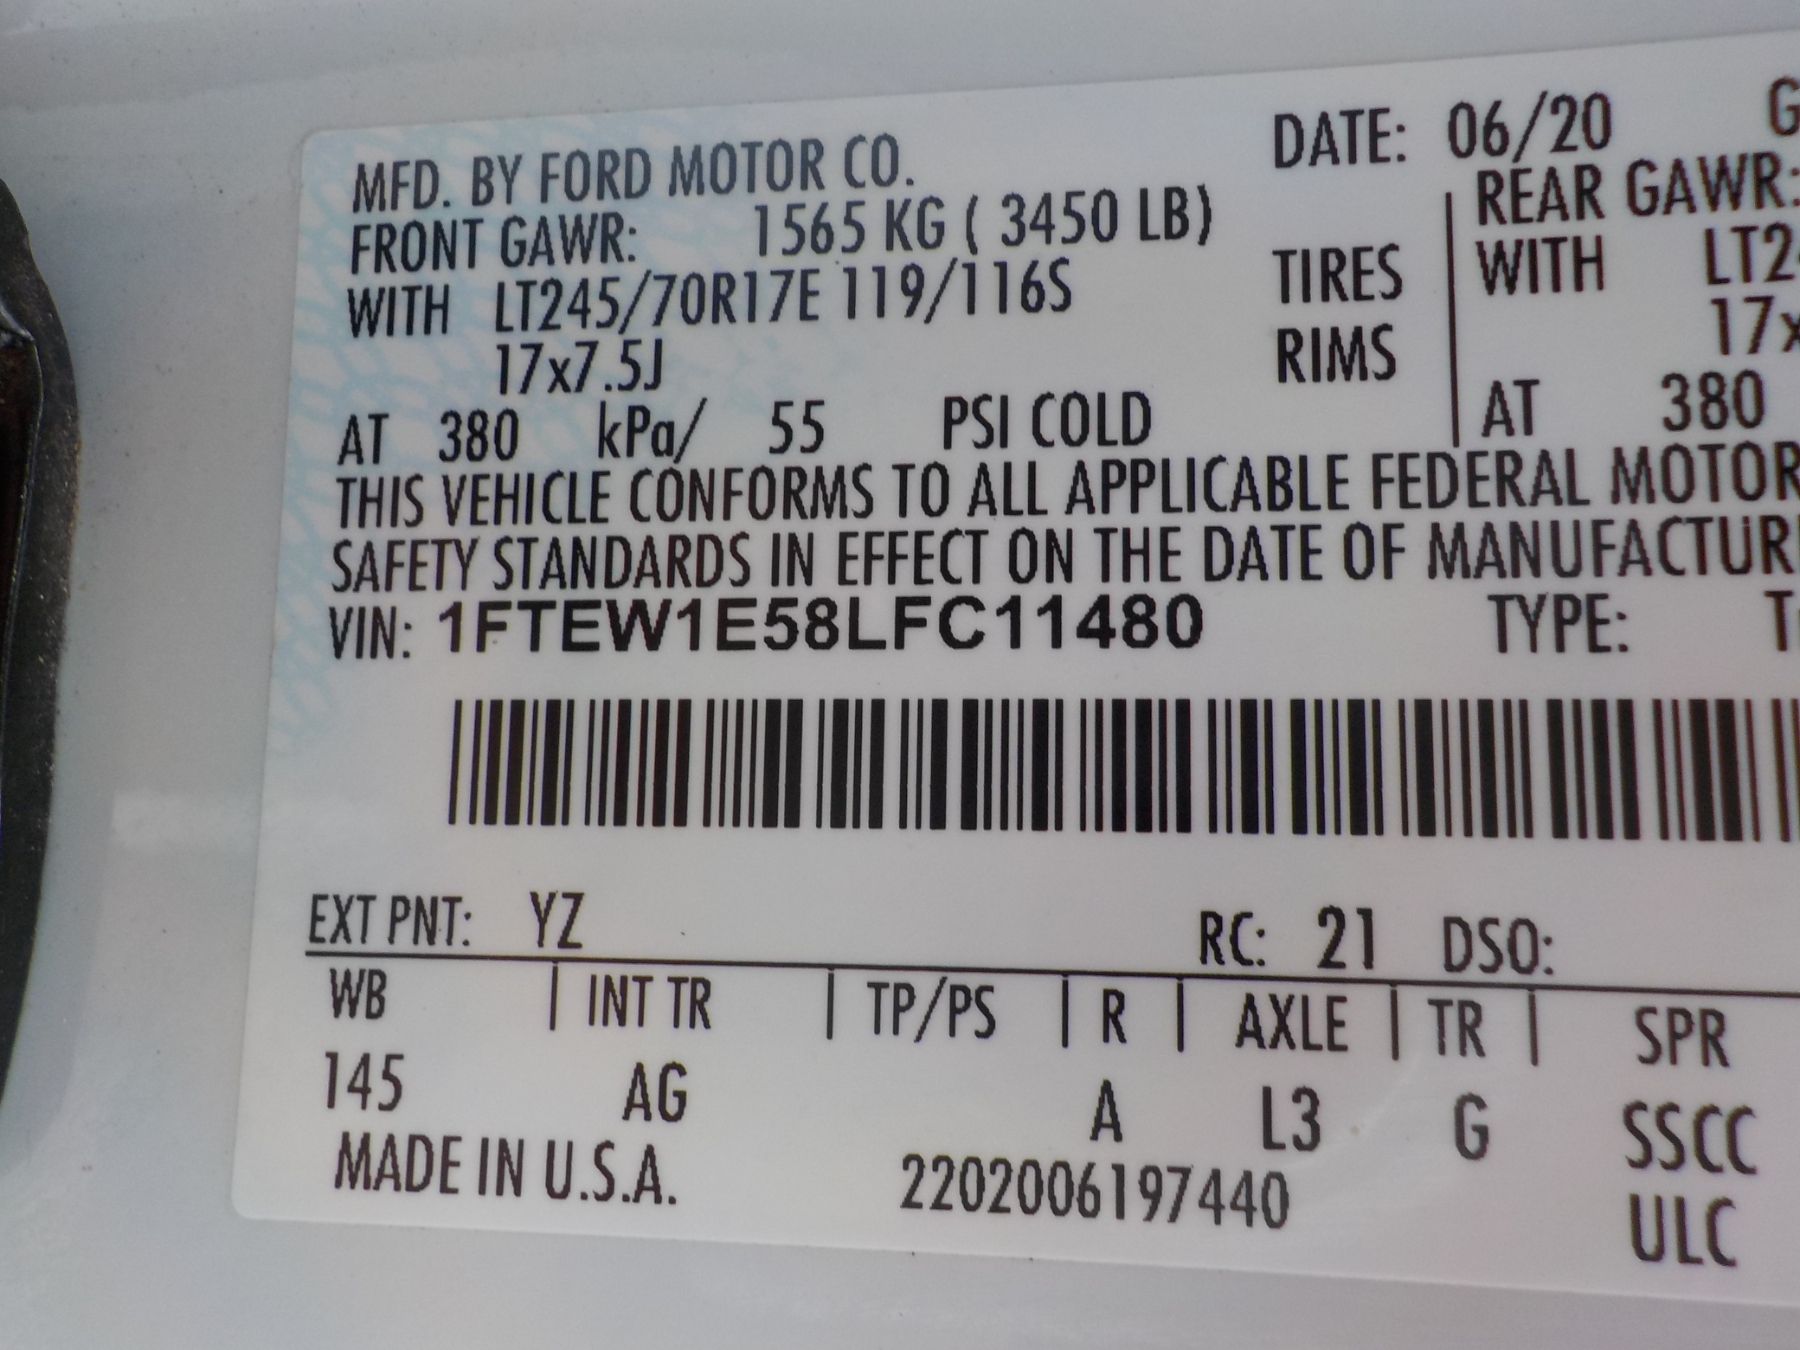 MFD. BY FORD MOTOR CO. DATE: 06/20 G
FRONT GAWR: 1565 KG ( 3450 LB) REAR GAWR:
WITH LT245/70R17E 119/116S TIRES WITH LT2
17x7.5J RIMS 17x
AT 380 kPa/ 55 PSI COLD AT 380
THIS VEHICLE CONFORMS TO ALL APPLICABLE FEDERAL MOTOR
SAFETY STANDARDS IN EFFECT ON THE DATE OF MANUFACTUR
VIN: 1FTEW1E58LFC11480 TYPE: T
EXT PNT: YZ RC: 21 DSO:
WB | INT TR | TP/PS | R | AXLE | TR | SPR
145 AG A L3 G SSCC
MADE IN U.S.A. 2202006197440 ULC